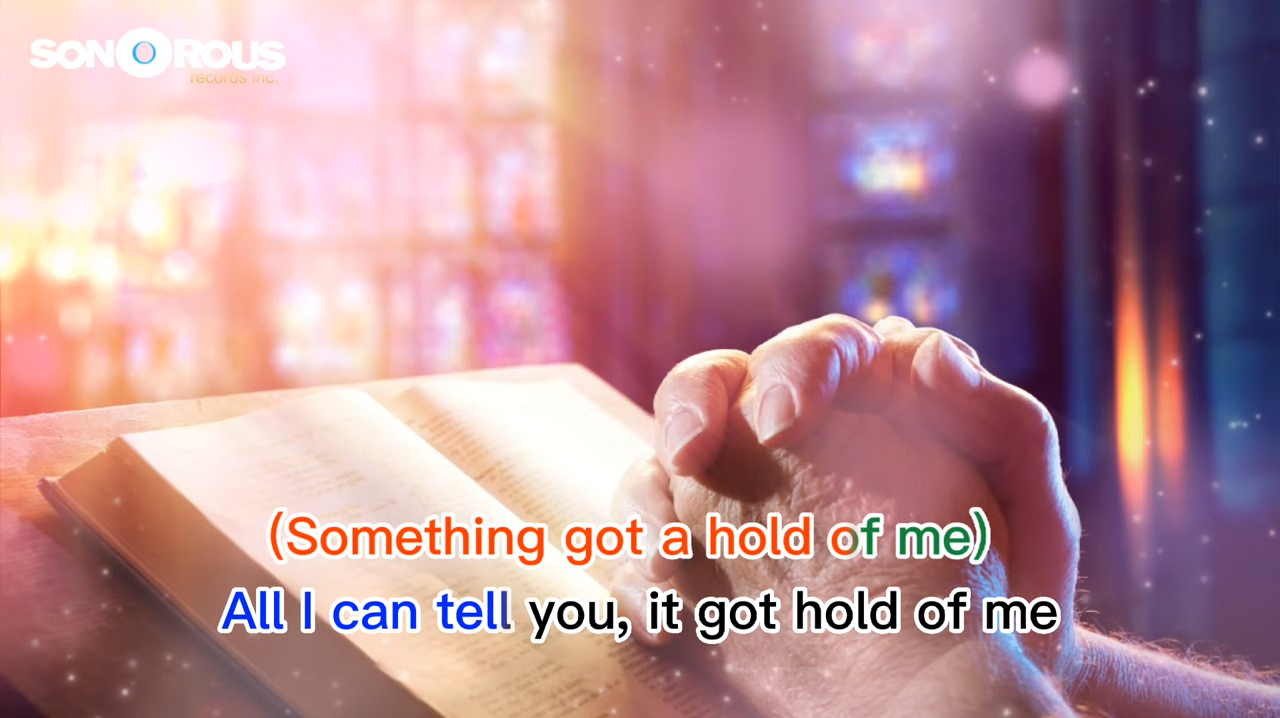 SONOROUS
records inc.
(Something got a hold of me)
All I can tell you, it got hold of me